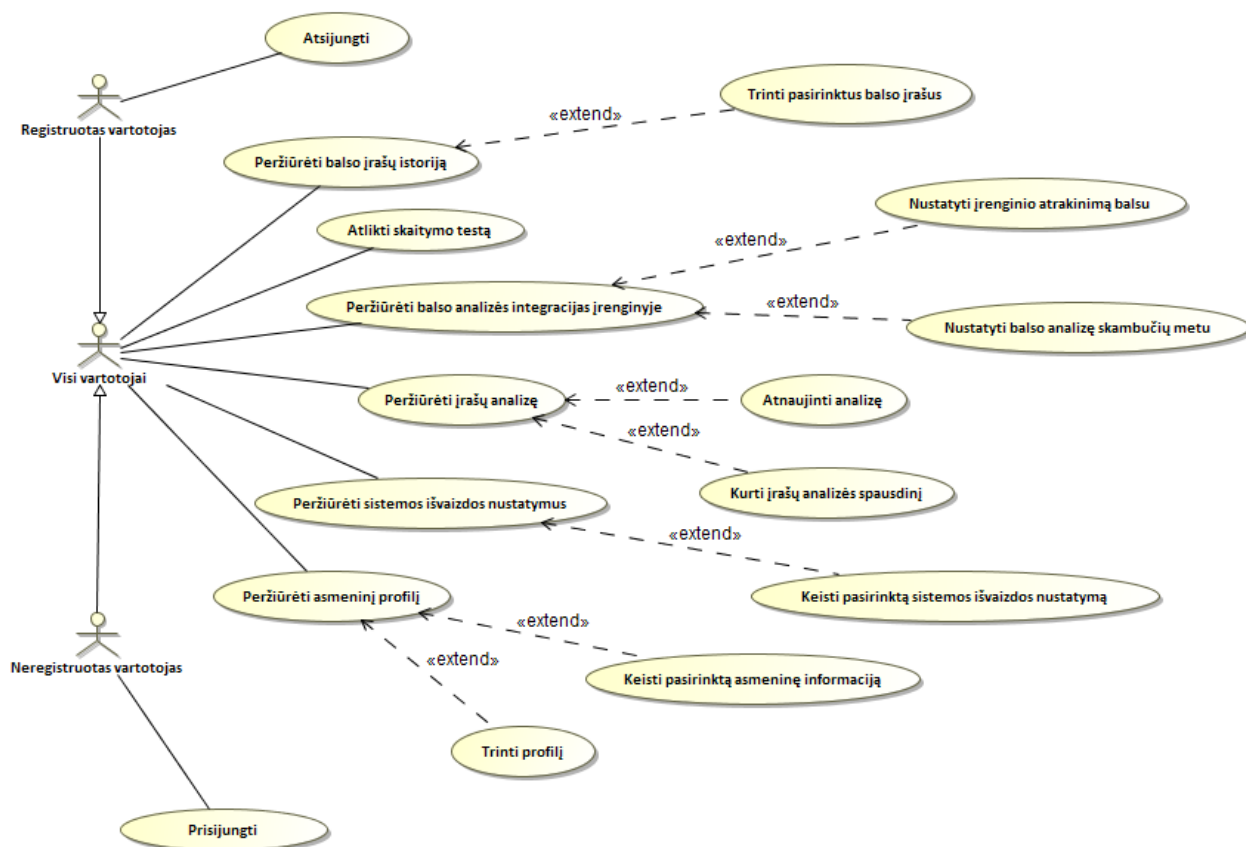 Atsijungti
Registruotas vartotojas
Trinti pasirinktus balso įrašus
«extend»
Peržiūrėti balso įrašų istoriją
Nustatyti įrenginio atrakinimą balsu
Atlikti skaitymo testą
«extend»
Peržiūrėti balso analizės integracijas įrenginyje
«extend»
Nustatyti balso analizę skambučių metu
Visi vartotojai
Peržiūrėti įrašų analizę
«extend»
Atnaujinti analizę
«extend»
Kurti įrašų analizės spausdinį
Peržiūrėti sistemos išvaizdos nustatymus
«extend»
Peržiūrėti asmeninį profilį
Keisti pasirinktą sistemos išvaizdos nustatymą
«extend»
Neregistruotas vartotojas
«extend»
Keisti pasirinktą asmeninę informaciją
Trinti profilį
Prisijungti